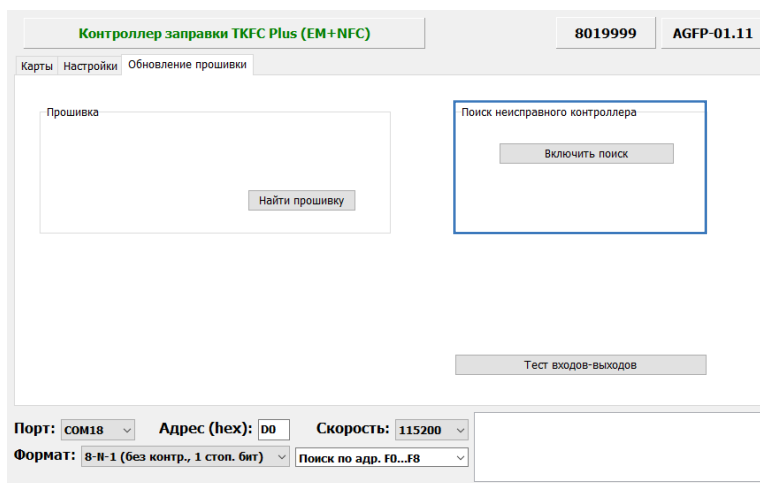 Контроллер заправки TKFC Plus (EM+NFC)
8019999
AGFP-01.11
Карты
Настройки
Обновление прошивки
Прошивка
Найти прошивку
Поиск неисправного контроллера
Включить поиск
Тест входов-выходов
Порт: COM18
Адрес (hex): D0
Скорость: 115200
Формат: 8-N-1 (без контр., 1 стоп. бит)
Поиск по адр. F0...F8